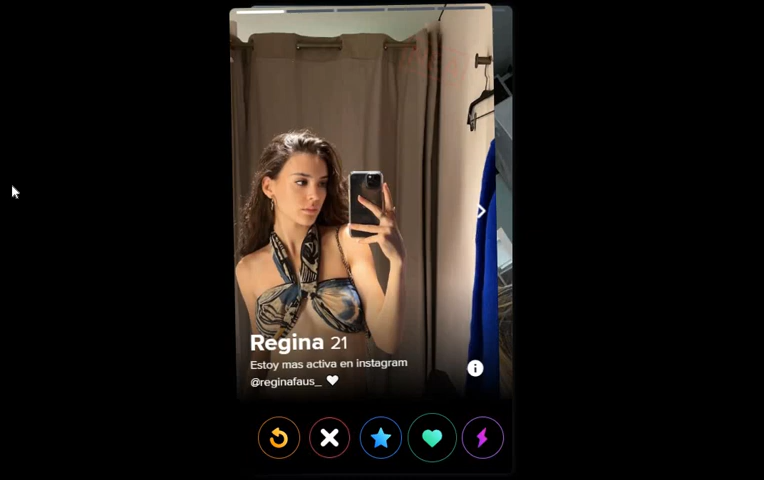 Regina 21
Estoy mas activa en instagram
@reginafaus_ 🤍